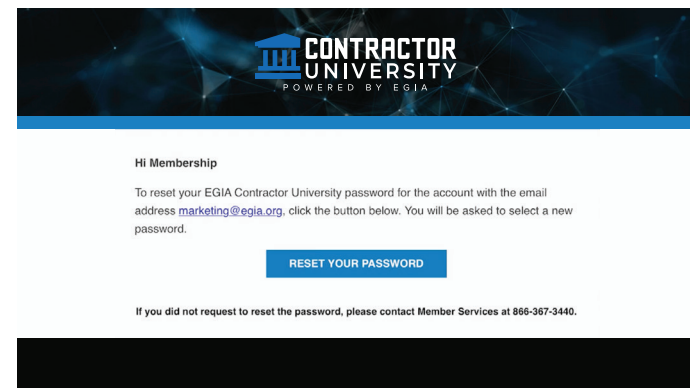 CONTRACTOR
UNIVERSITY
POWERED BY EGIA
Hi Membership
To reset your EGIA Contractor University password for the account with the email
address marketing@egia.org, click the button below. You will be asked to select a new
password.
RESET YOUR PASSWORD
If you did not request to reset the password, please contact Member Services at 866-367-3440.